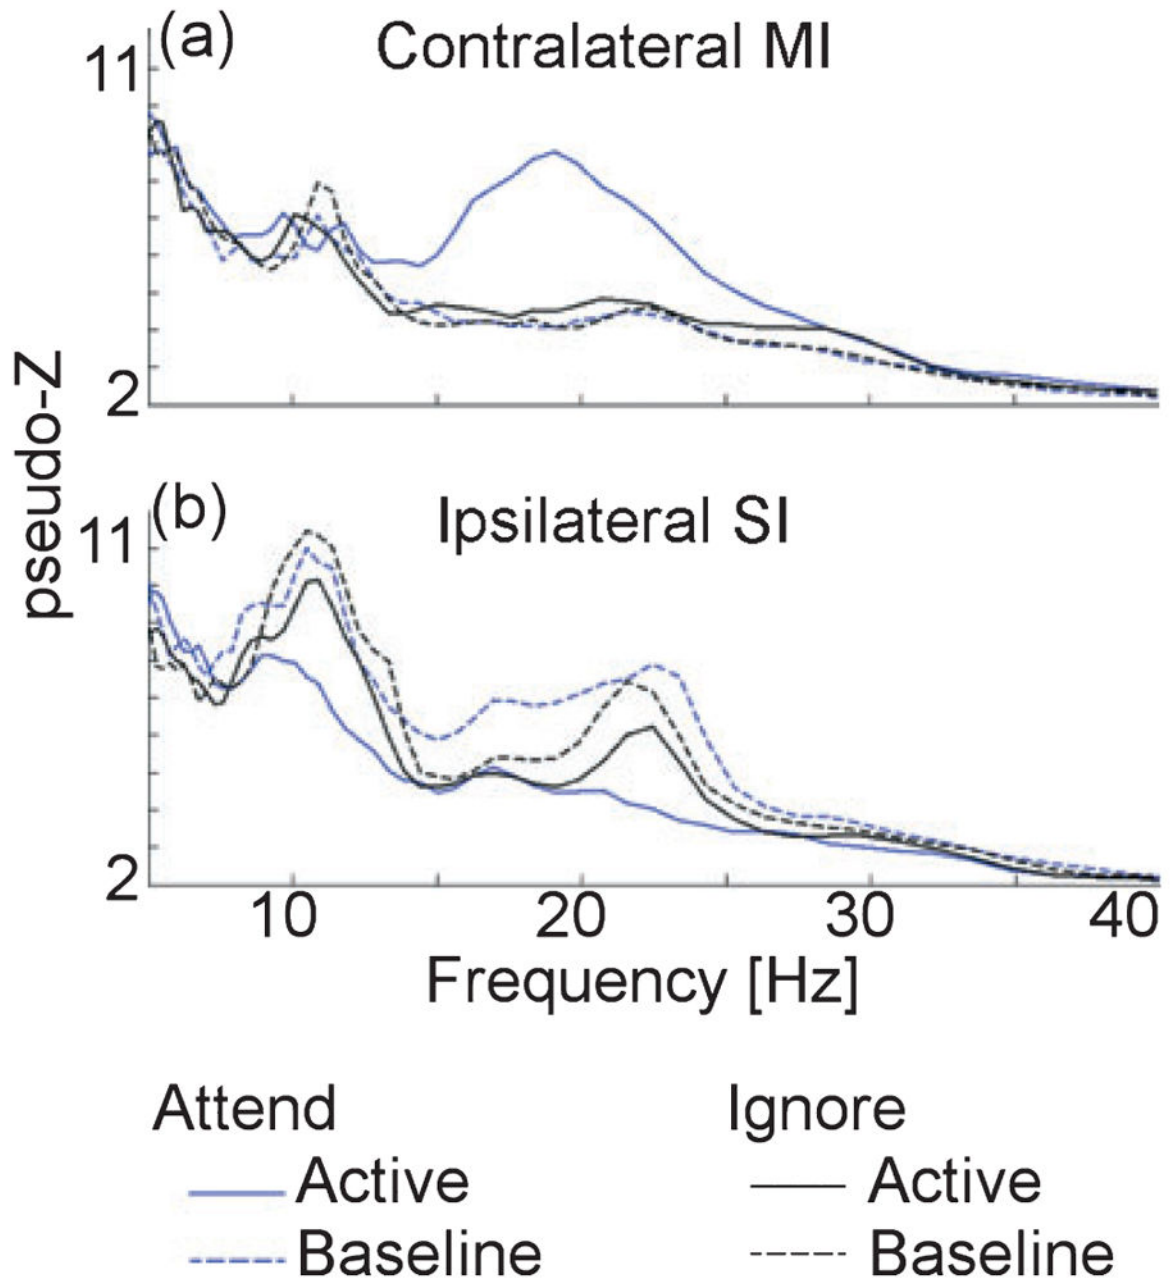 (a) Contralateral MI
11
2
pseudo-Z
(b) Ipsilateral SI
11
2
10 20 30 40
Frequency [Hz]
Attend Ignore
Active Active
Baseline Baseline